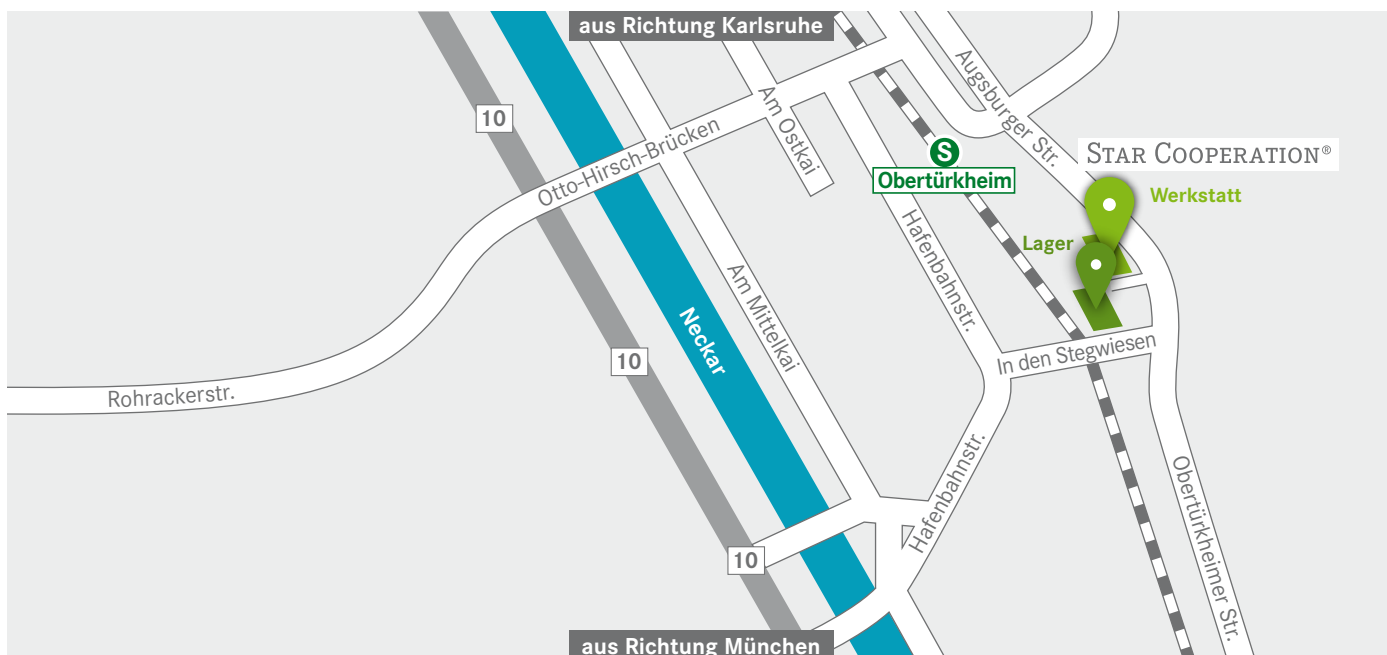 aus Richtung Karlsruhe
10
Otto-Hirsch-Brücken
Am Ostkai
Augsburger Str.
S
Obertürkheim
STAR COOPERATION®
Werkstatt
Lager
Hafenbahnstr.
Am Mittelkai
Neckar
10
In den Stegwiesen
Rohrackerstr.
Hafenbahnstr.
Obertürkheimer Str.
10
aus Richtung München